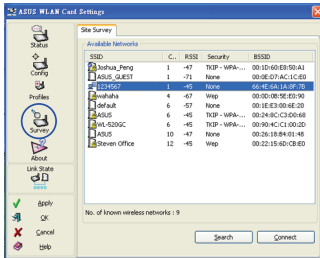 ASUS WLAN Card Settings
Status
Config
Profiles
Survey
About
Link State
Apply
OK
Cancel
Help
Site Survey
Available Networks
SSID C.. RSSI Security BSSID
Joshua_Peng 1 -47 TKIP - WPA-... 00:1D:60:E8:50:A1
ASUS_GUEST 1 -71 None 00:0E:D7:AC:1C:E0
1234567 1 -45 None 66:4E:6A:1A:8F:7B
wahaha 4 -67 Wep 00:0D:0B:5E:E0:90
default 6 -57 None 00:1E:E3:00:6E:20
ASUS 6 -45 TKIP - WPA-... 00:24:8C:C3:D0:68
WL-520GC 6 -45 TKIP - WPA-... 00:90:4C:C1:00:2D
ASUS 10 -47 None 00:26:18:B4:01:48
Steven Office 12 -45 Wep 00:22:15:6D:CB:E0
No. of known wireless networks : 9
Search
Connect